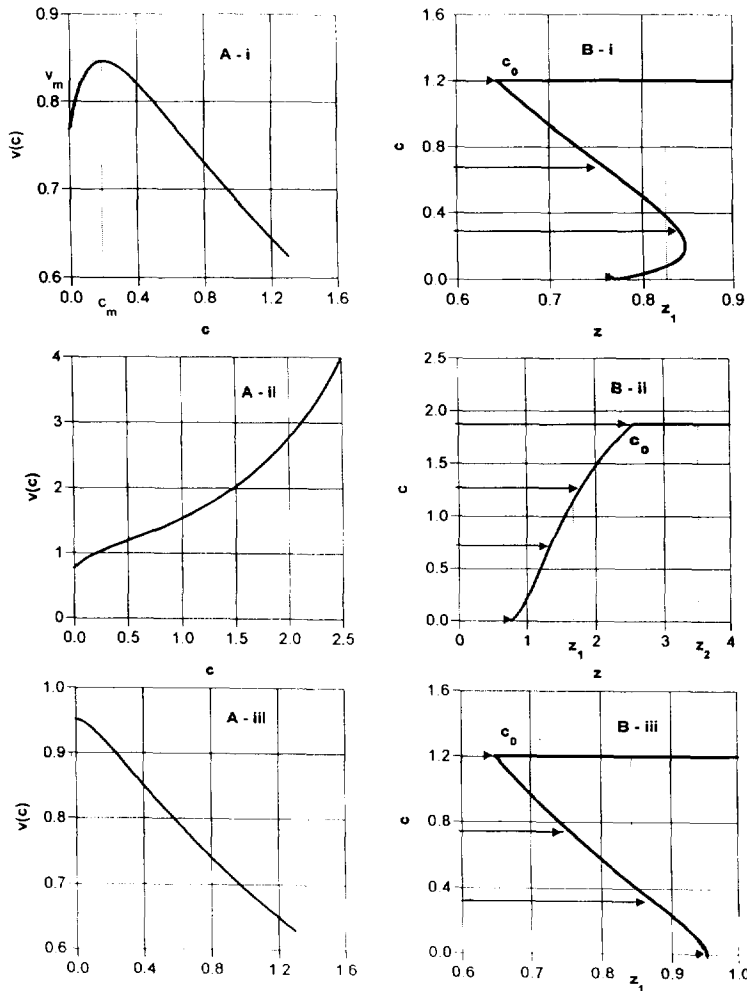 A - i
0.9
v_m
0.8
v(c)
0.7
0.6
0.0 c_m 0.4 0.8 1.2 1.6
c
B - i
1.6
c_0
1.2
c
0.8
0.4
0.0
0.6 0.7 0.8 z_1 0.9
z
A - ii
4
3
v(c)
2
1
0
0.0 0.5 1.0 1.5 2.0 2.5
c
B - ii
2.5
2.0
c_0
1.5
c
1.0
0.5
0.0
0 1 z_1 2 3 z_2 4
z
A - iii
1.0
0.9
v(c)
0.8
0.7
0.6
0.0 0.4 0.8 1.2 1.6
B - iii
1.6
c_0
1.2
c
0.8
0.4
0.0
0.6 0.7 0.8 z_1 0.9 1.0